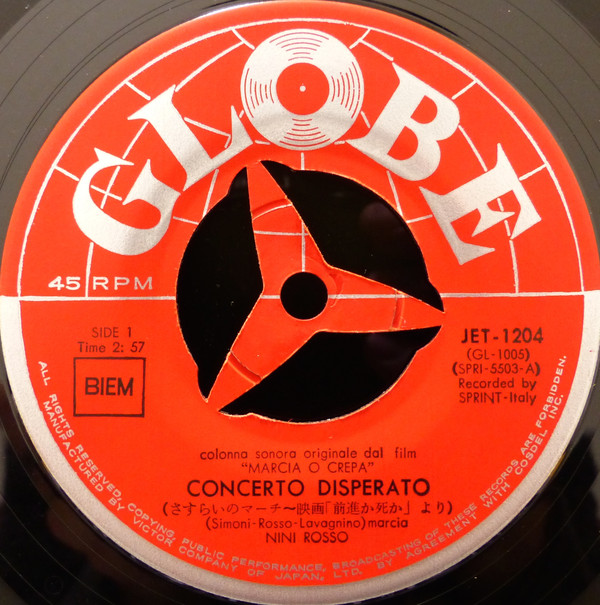 GLOBE
45 RPM
SIDE 1
Time 2: 57
BIEM
JET-1204
(GL-1005)
(SPRI-5503-A)
Recorded by
SPRINT-Italy
colonna sonora originale dal film
"MARCIA O CREPA"
CONCERTO DISPERATO
(さすらいのマーチ〜映画「前進か死か」より)
(Simoni-Rosso-Lavagnino) marcia
NINI ROSSO
ALL RIGHTS RESERVED, COPYING, PUBLIC PERFORMANCE, BROADCASTING OF THESE RECORDS ARE FORBIDDEN.
MANUFACTURED BY VICTOR COMPANY OF JAPAN, LTD. BY AGREEMENT WITH COSDEL INC.